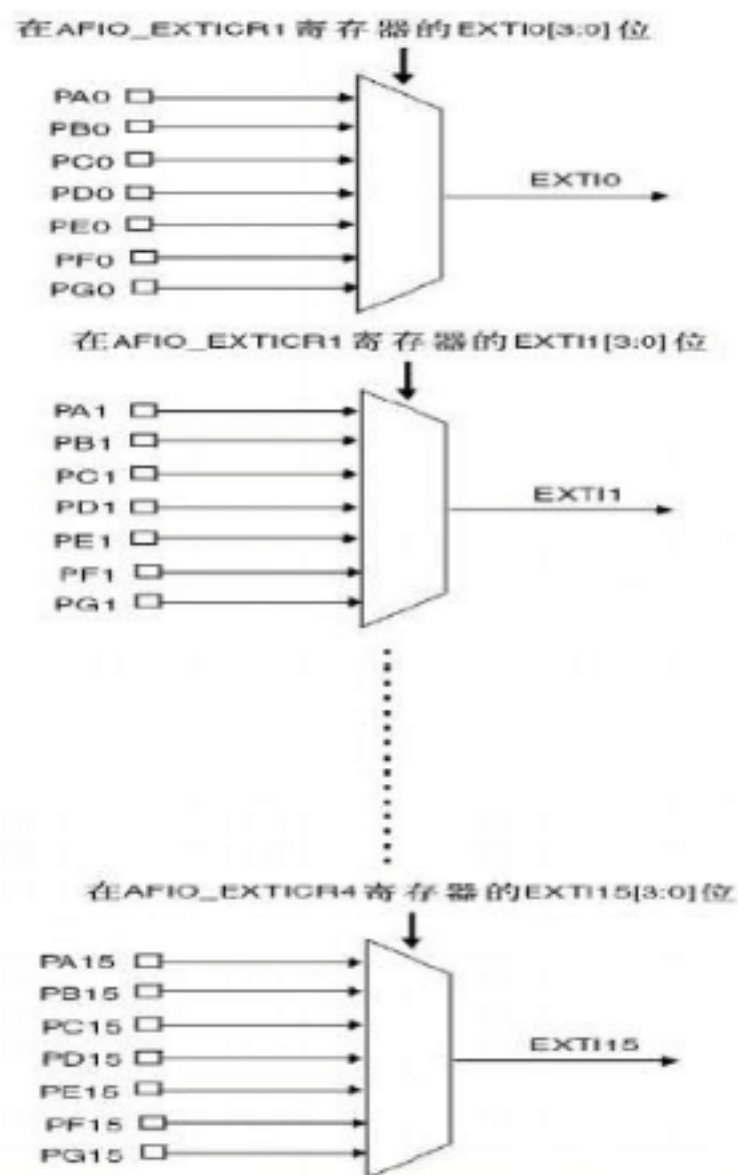 在AFIO_EXTICR1寄存器的EXTI0[3:0]位
PA0
PB0
PC0
PD0
PE0
PF0
PG0
EXTI0
在AFIO_EXTICR1寄存器的EXTI1[3:0]位
PA1
PB1
PC1
PD1
PE1
PF1
PG1
EXTI1
在AFIO_EXTICR4寄存器的EXTI15[3:0]位
PA15
PB15
PC15
PD15
PE15
PF15
PG15
EXTI15